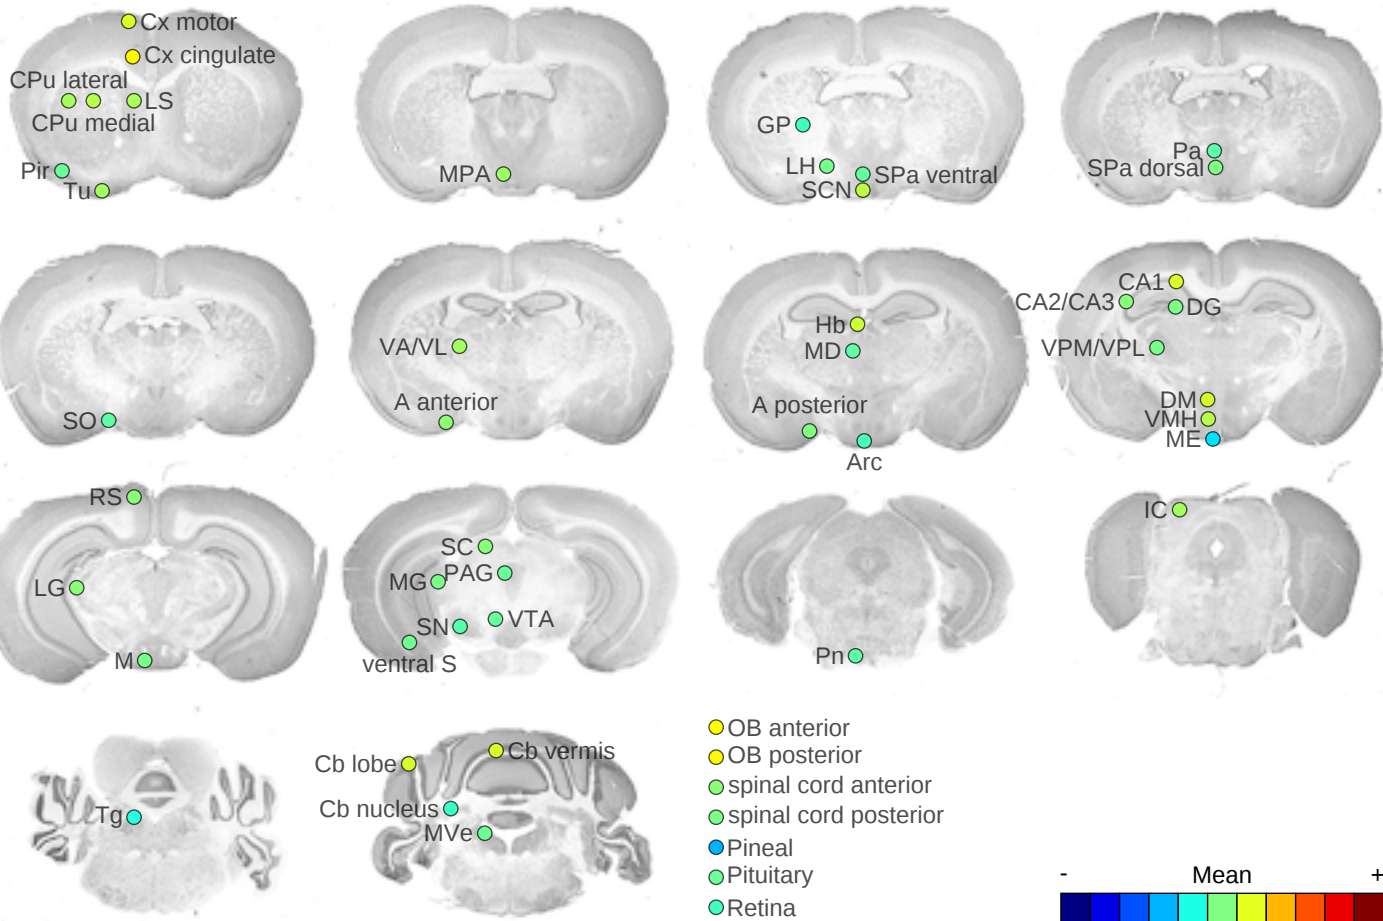 Cx motor
Cx cingulate
CPu lateral
LS
CPu medial
Pir
Tu
MPA
GP
LH
SPa ventral
SCN
Pa
SPa dorsal
SO
VA/VL
A anterior
Hb
MD
A posterior
Arc
CA1
CA2/CA3
DG
VPM/VPL
DM
VMH
ME
RS
LG
M
SC
MG
PAG
SN
VTA
ventral S
Pn
IC
Tg
Cb lobe
Cb vermis
Cb nucleus
MVe
OB anterior
OB posterior
spinal cord anterior
spinal cord posterior
Pineal
Pituitary
Retina
- Mean +